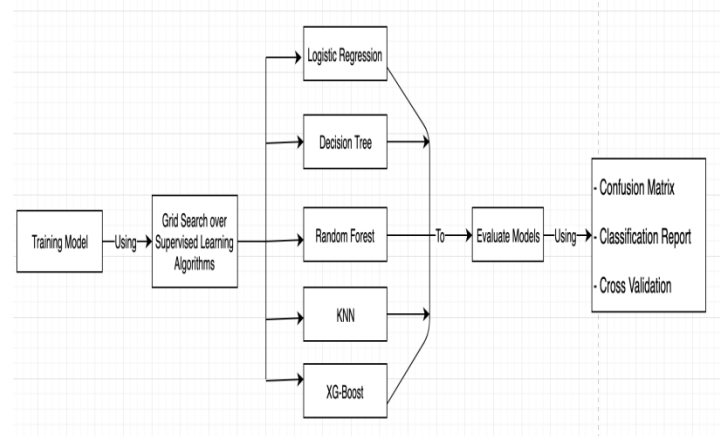 Training Model
Using
Grid Search over
Supervised Learning
Algorithms
Logistic Regression
Decision Tree
Random Forest
KNN
XG-Boost
To
Evaluate Models
Using
- Confusion Matrix
- Classification Report
- Cross Validation